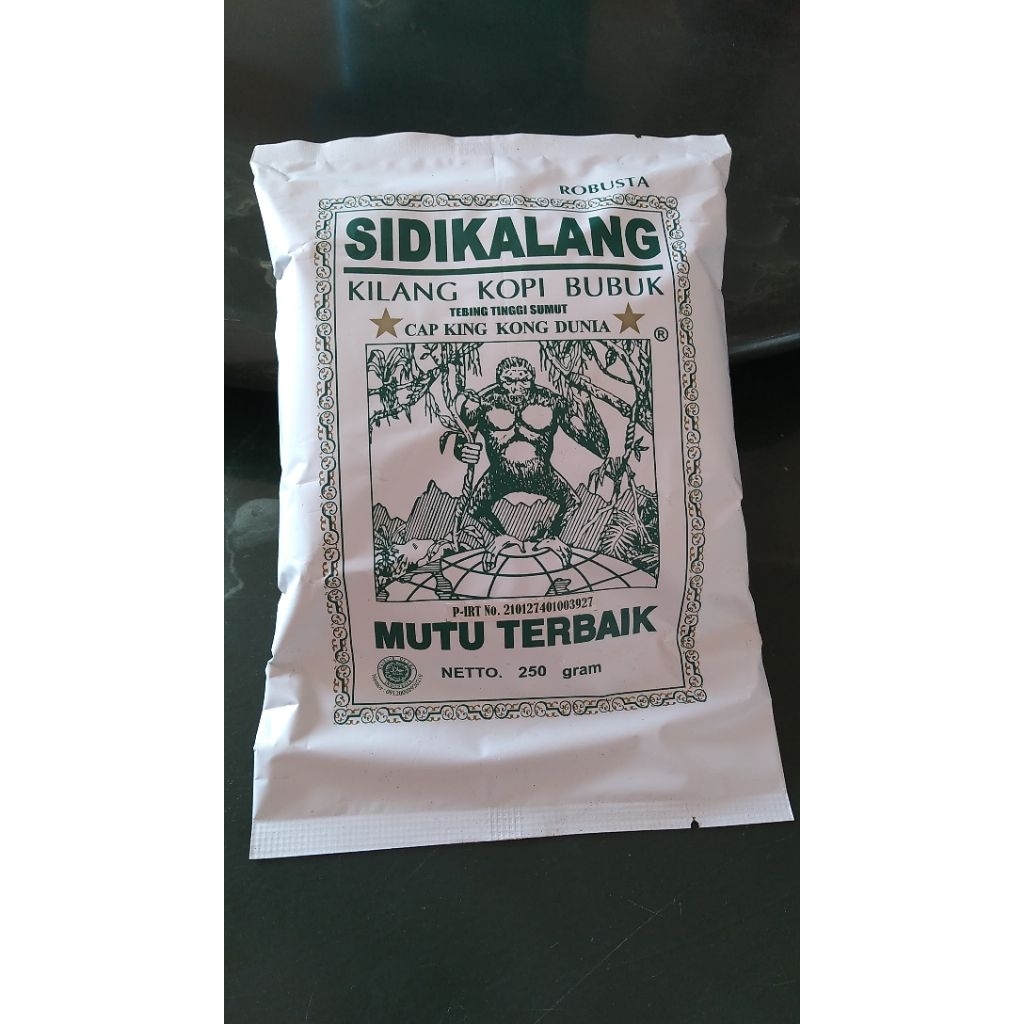 ROBUSTA
SIDIKALANG
KILANG KOPI BUBUK
TEBING TINGGI SUMUT
CAP KING KONG DUNIA
®
P-IRT No. 210127401003927
MUTU TERBAIK
NETTO. 250 gram